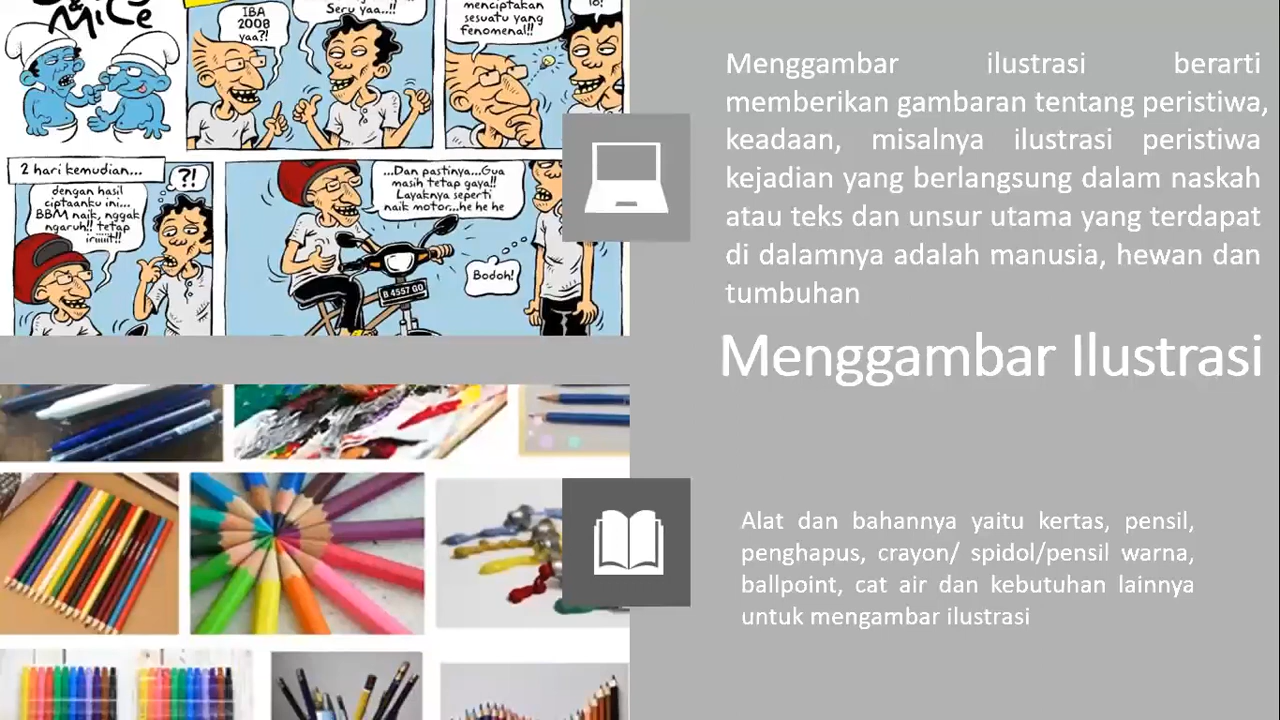 & Mice
IBA
2008
yaa?!
Seru yaa..!!
menciptakan
sesuatu yang
fenomenal!!
2 hari kemudian...
dengan hasil
ciptaanku ini...
BBM naik, nggak
ngaruh!! tetap
iriiiit!!
?!
...Dan pastinya...Gua
masih tetap gaya!!
Layaknya seperti
naik motor...he he he
Bodoh!
B 4557 GO
Menggambar ilustrasi berarti
memberikan gambaran tentang peristiwa,
keadaan, misalnya ilustrasi peristiwa
kejadian yang berlangsung dalam naskah
atau teks dan unsur utama yang terdapat
di dalamnya adalah manusia, hewan dan
tumbuhan
Menggambar Ilustrasi
Alat dan bahannya yaitu kertas, pensil,
penghapus, crayon/ spidol/pensil warna,
ballpoint, cat air dan kebutuhan lainnya
untuk mengambar ilustrasi